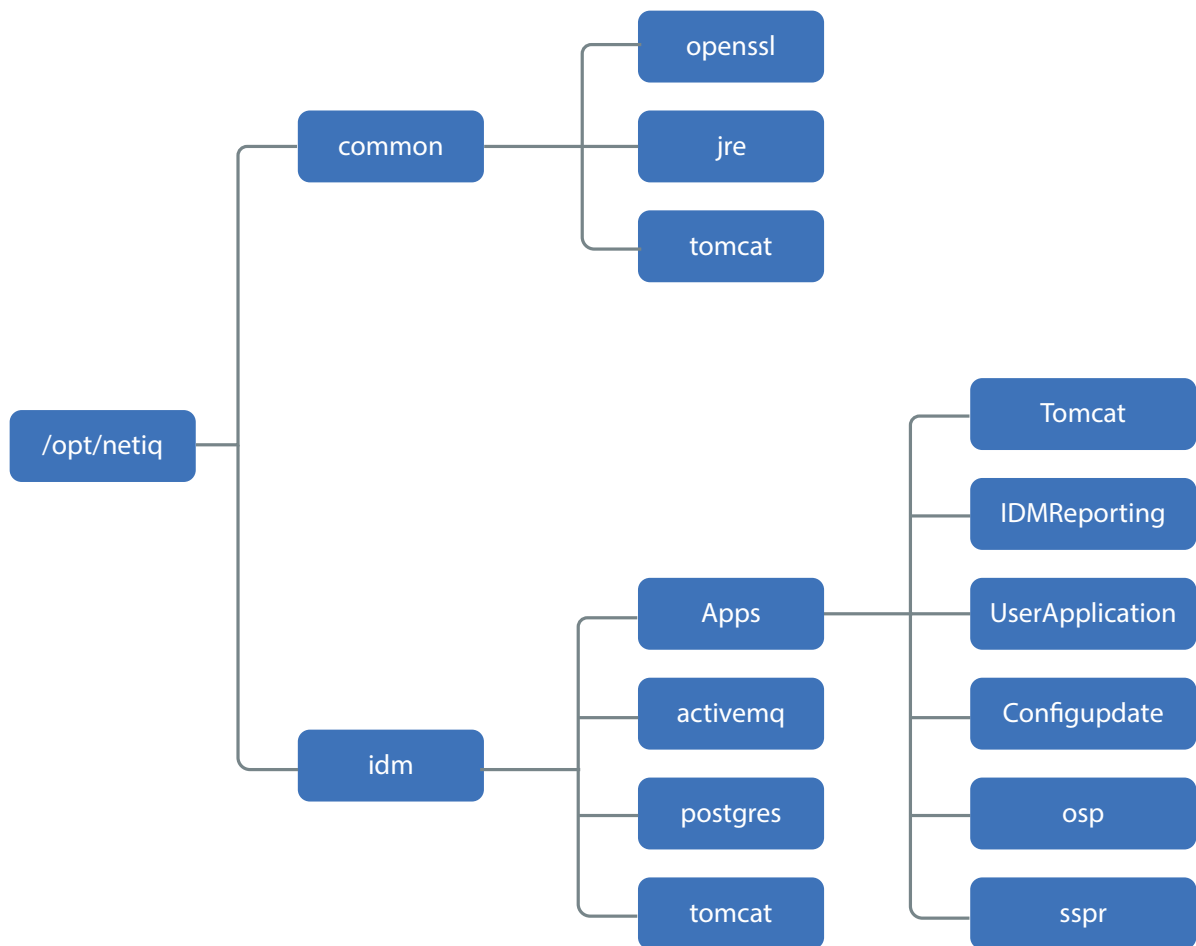 openssl
common
jre
tomcat
/opt/netiq
Tomcat
IDMReporting
Apps
UserApplication
activemq
Configupdate
idm
postgres
osp
tomcat
sspr